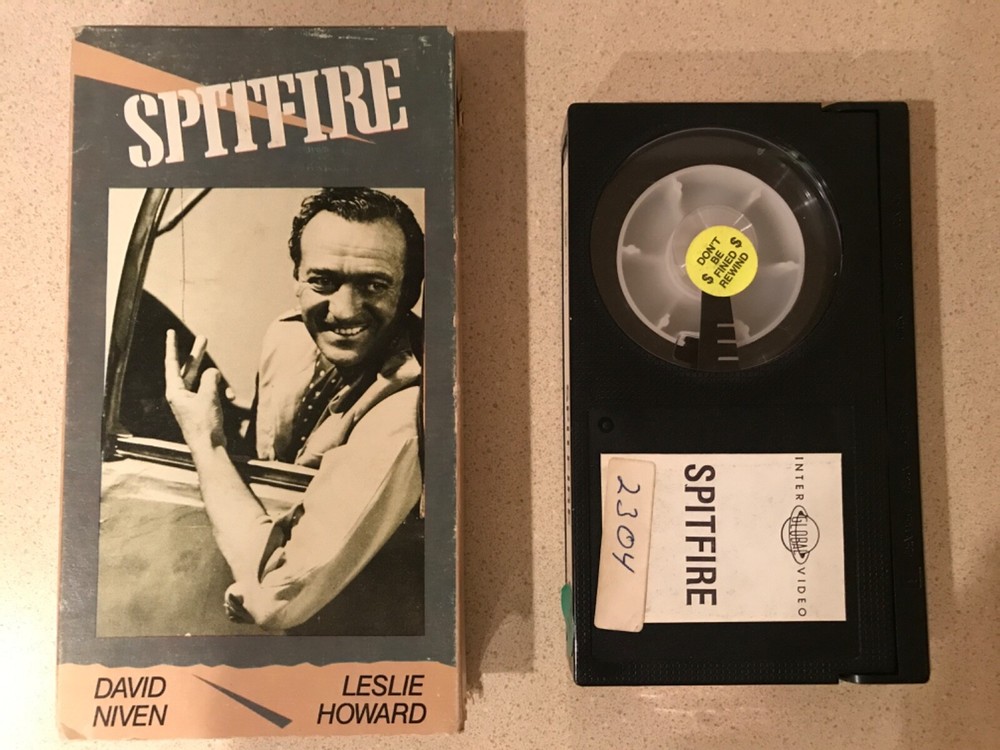 SPITFIRE
DAVID
NIVEN
LESLIE
HOWARD
$ DON'T
BE
FINED
REWIND $
INTER GLOBAL VIDEO
SPITFIRE
2304